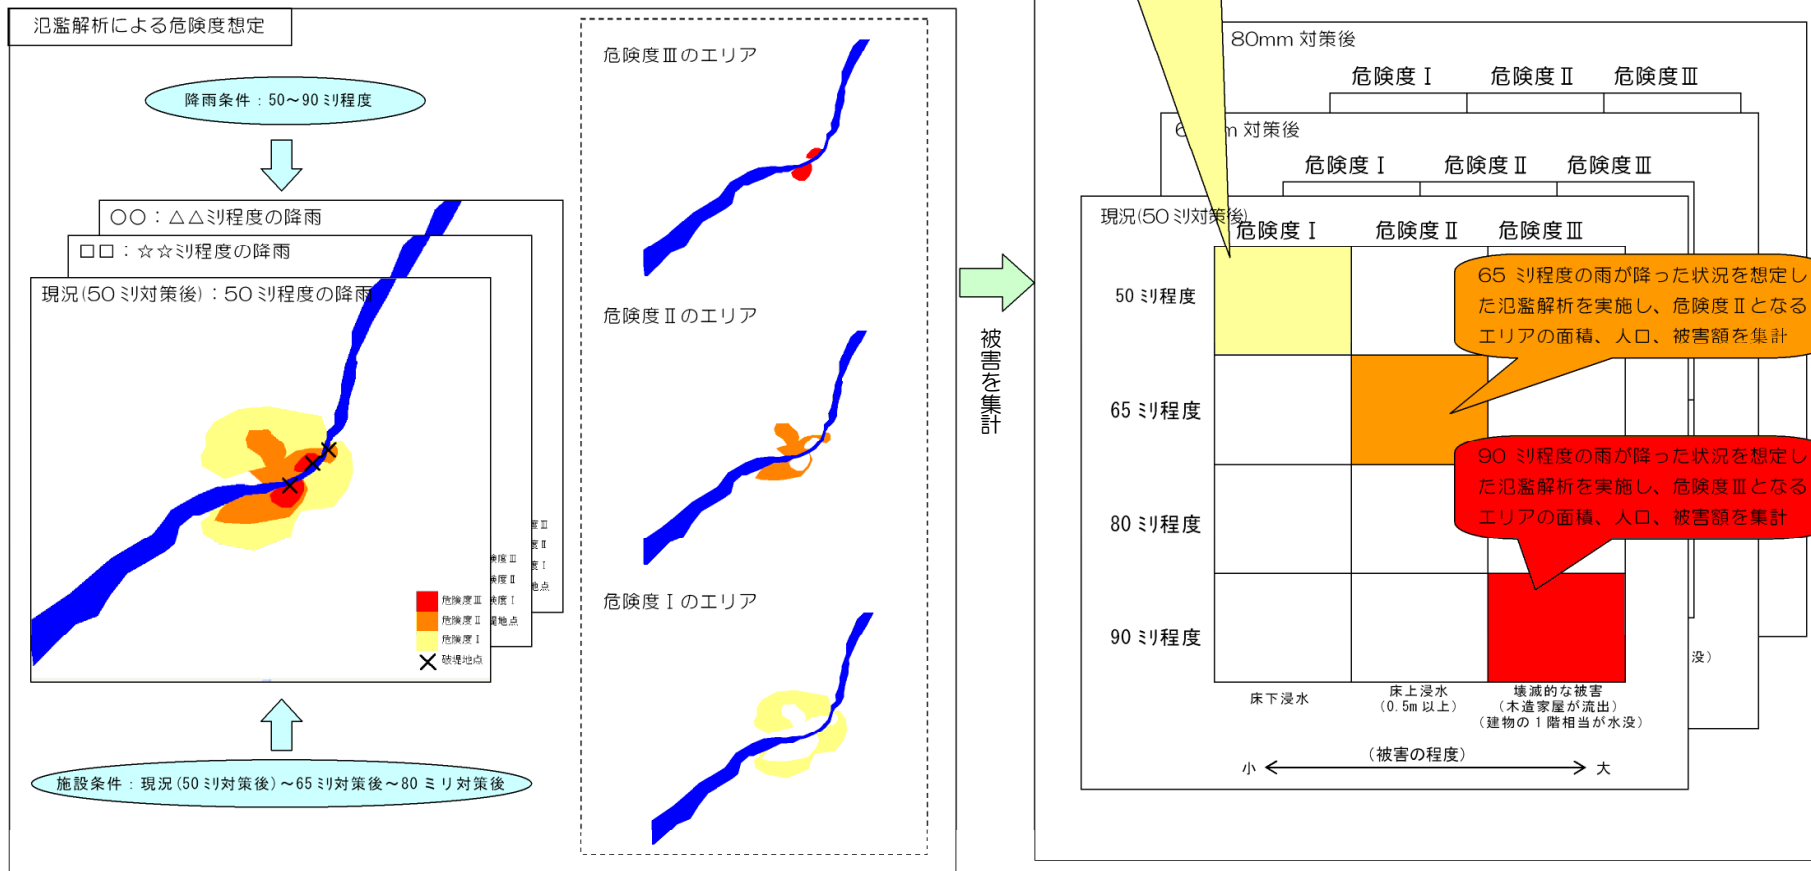 氾濫解析による危険度想定
降雨条件：50～90ミリ程度
○○：△△ミリ程度の降雨
□□：☆☆ミリ程度の降雨
現況(50ミリ対策後)：50ミリ程度の降雨
危険度Ⅲ
危険度Ⅱ
危険度Ⅰ
破堤地点
施設条件：現況(50ミリ対策後)～65ミリ対策後～80ミリ対策後
危険度Ⅲのエリア
危険度Ⅱのエリア
危険度Ⅰのエリア
被害を集計
80mm 対策後
危険度Ⅰ 危険度Ⅱ 危険度Ⅲ
対策後
危険度Ⅰ 危険度Ⅱ 危険度Ⅲ
現況(50ミリ対策後)
危険度Ⅰ 危険度Ⅱ 危険度Ⅲ
50ミリ程度
65ミリ程度
80ミリ程度
90ミリ程度
65 ミリ程度の雨が降った状況を想定し
た氾濫解析を実施し、危険度Ⅱとなる
エリアの面積、人口、被害額を集計
90 ミリ程度の雨が降った状況を想定し
た氾濫解析を実施し、危険度Ⅲとなる
エリアの面積、人口、被害額を集計
床下浸水
床上浸水
（0.5m以上）
壊滅的な被害
（木造家屋が流出）
（建物の1階相当が水没）
没）
（被害の程度）
小
大